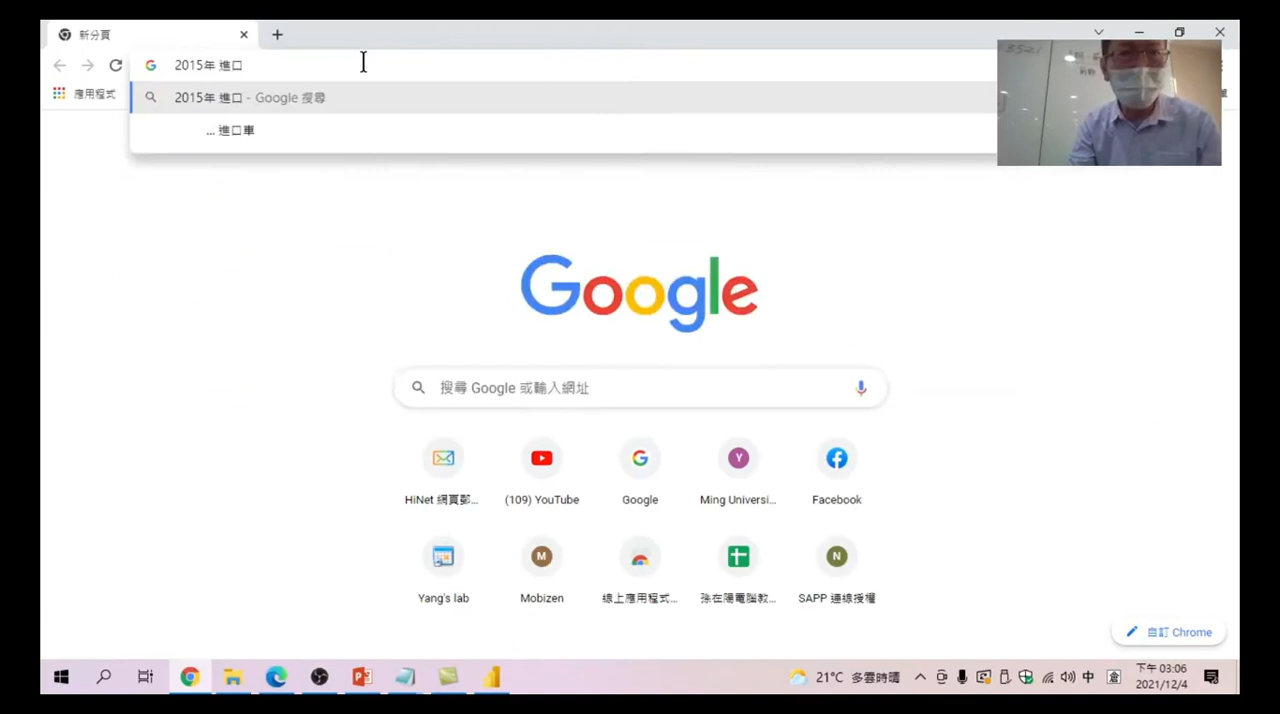 新分頁
2015年 進口
應用程式
2015年 進口 - Google 搜尋
... 進口車
3521
Google
搜尋 Google 或輸入網址
HiNet 網頁郵...
(109) YouTube
Google
Ming Universi...
Facebook
Yang's lab
Mobizen
線上應用程式...
孫在陽電腦教...
SAPP 連線授權
自訂 Chrome
21°C 多雲時晴
中
倉
下午 03:06
2021/12/4